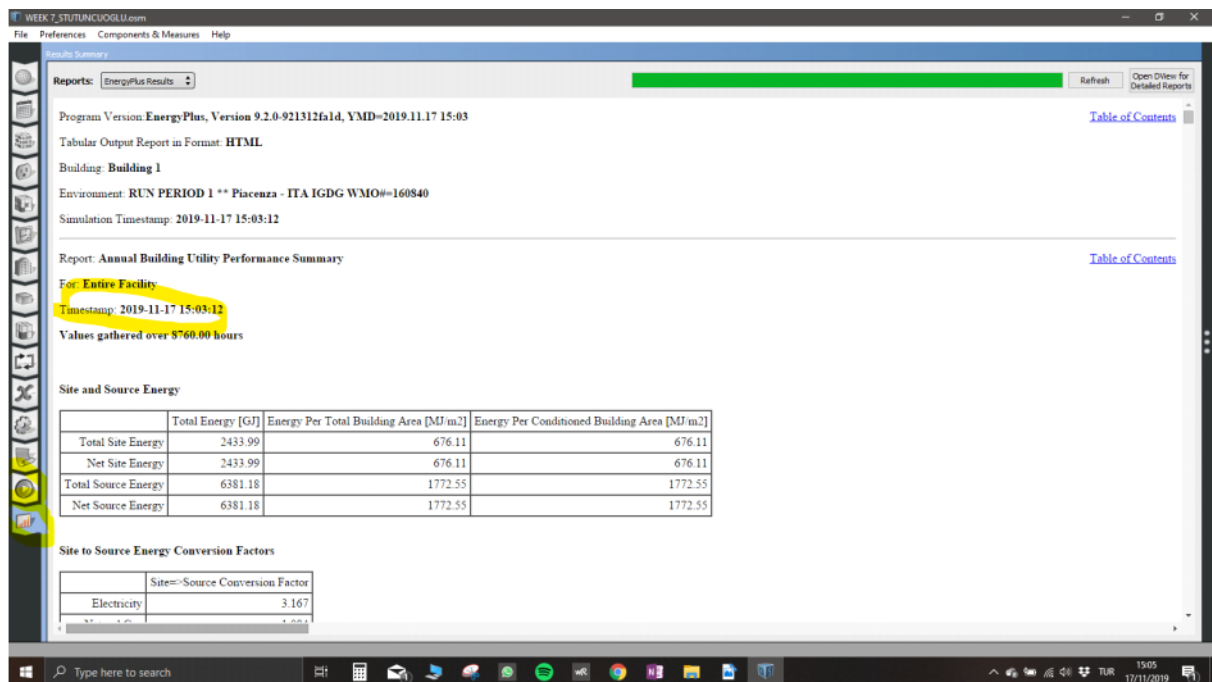 WEEK 7_STUTUNCUOGLU.osm
File Preferences Components & Measures Help
Results Summary
Reports: EnergyPlus Results
Refresh
Open DView for
Detailed Reports
Program Version:EnergyPlus, Version 9.2.0-921312fa1d, YMD=2019.11.17 15:03
Table of Contents
Tabular Output Report in Format: HTML
Building: Building 1
Environment: RUN PERIOD 1 ** Piacenza - ITA IGDG WMO#=160840
Simulation Timestamp: 2019-11-17 15:03:12
Report: Annual Building Utility Performance Summary
Table of Contents
For: Entire Facility
Timestamp: 2019-11-17 15:03:12
Values gathered over 8760.00 hours
Site and Source Energy
Total Energy [GJ] Energy Per Total Building Area [MJ/m2] Energy Per Conditioned Building Area [MJ/m2]
Total Site Energy 2433.99 676.11 676.11
Net Site Energy 2433.99 676.11 676.11
Total Source Energy 6381.18 1772.55 1772.55
Net Source Energy 6381.18 1772.55 1772.55
Site to Source Energy Conversion Factors
Site=>Source Conversion Factor
Electricity 3.167
Type here to search
TUR
15:05
17/11/2019